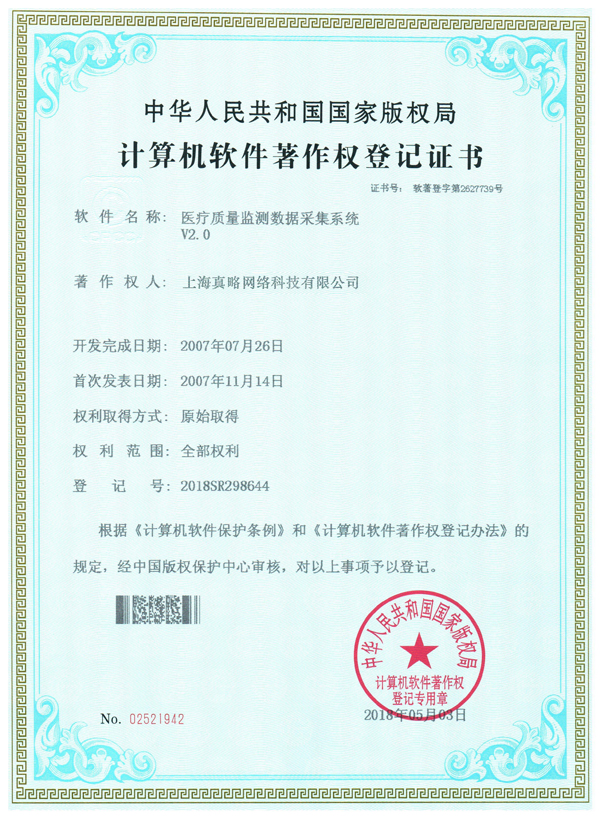 中华人民共和国国家版权局
计算机软件著作权登记证书
证书号： 软著登字第2627739号
软件名称： 医疗质量监测数据采集系统
V2.0
著作权人： 上海真略网络科技有限公司
开发完成日期： 2007年07月26日
首次发表日期： 2007年11月14日
权利取得方式： 原始取得
权利范围： 全部权利
登记号： 2018SR298644
根据《计算机软件保护条例》和《计算机软件著作权登记办法》的
规定，经中国版权保护中心审核，对以上事项予以登记。
中华人民共和国国家版权局
计算机软件著作权
登记专用章
No. 02521942
2018年05月03日